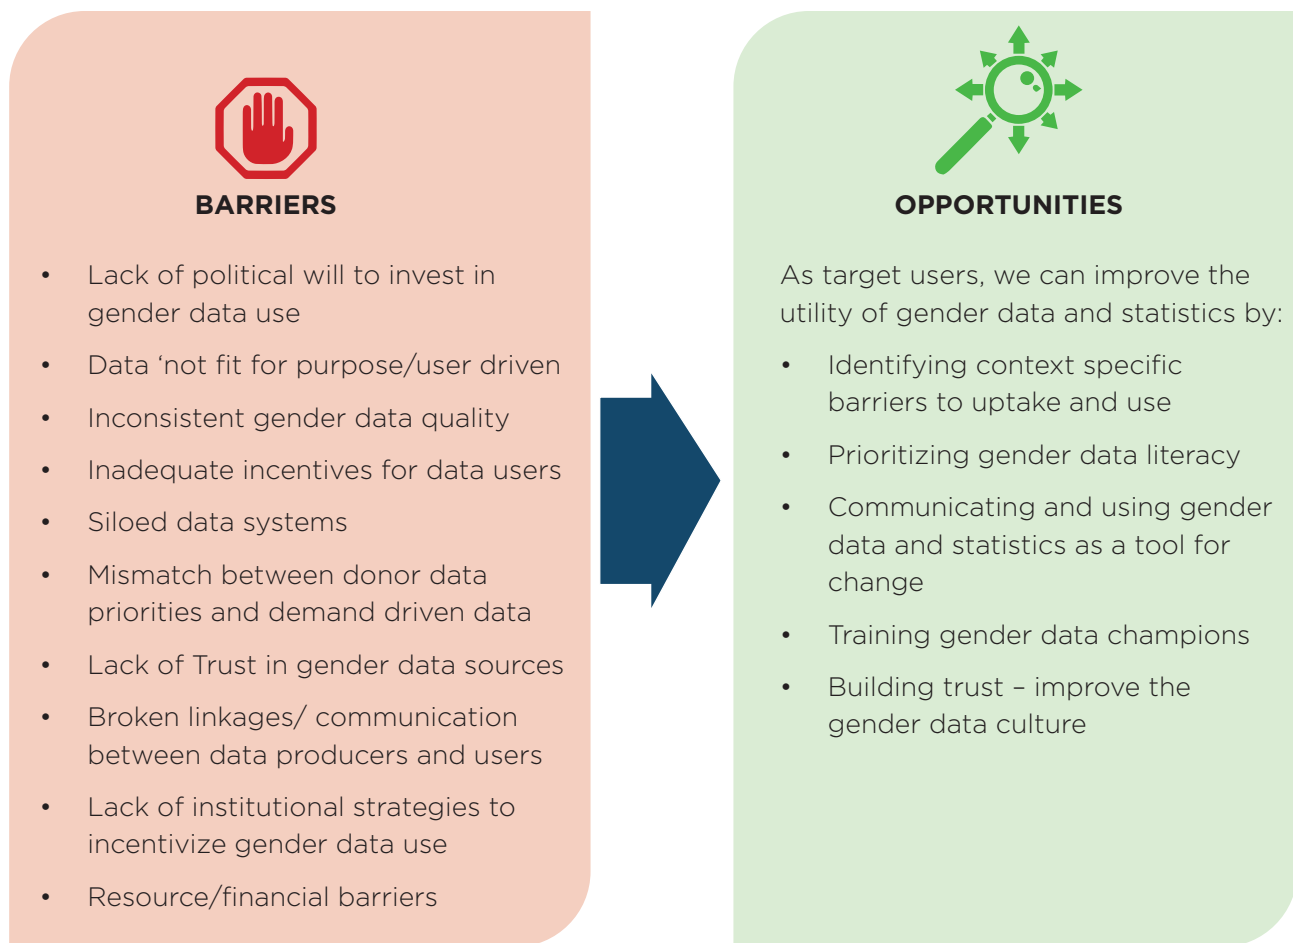 BARRIERS
• Lack of political will to invest in
gender data use
• Data ‘not fit for purpose/user driven
• Inconsistent gender data quality
• Inadequate incentives for data users
• Siloed data systems
• Mismatch between donor data
priorities and demand driven data
• Lack of Trust in gender data sources
• Broken linkages/ communication
between data producers and users
• Lack of institutional strategies to
incentivize gender data use
• Resource/financial barriers
OPPORTUNITIES
As target users, we can improve the
utility of gender data and statistics by:
• Identifying context specific
barriers to uptake and use
• Prioritizing gender data literacy
• Communicating and using gender
data and statistics as a tool for
change
• Training gender data champions
• Building trust – improve the
gender data culture